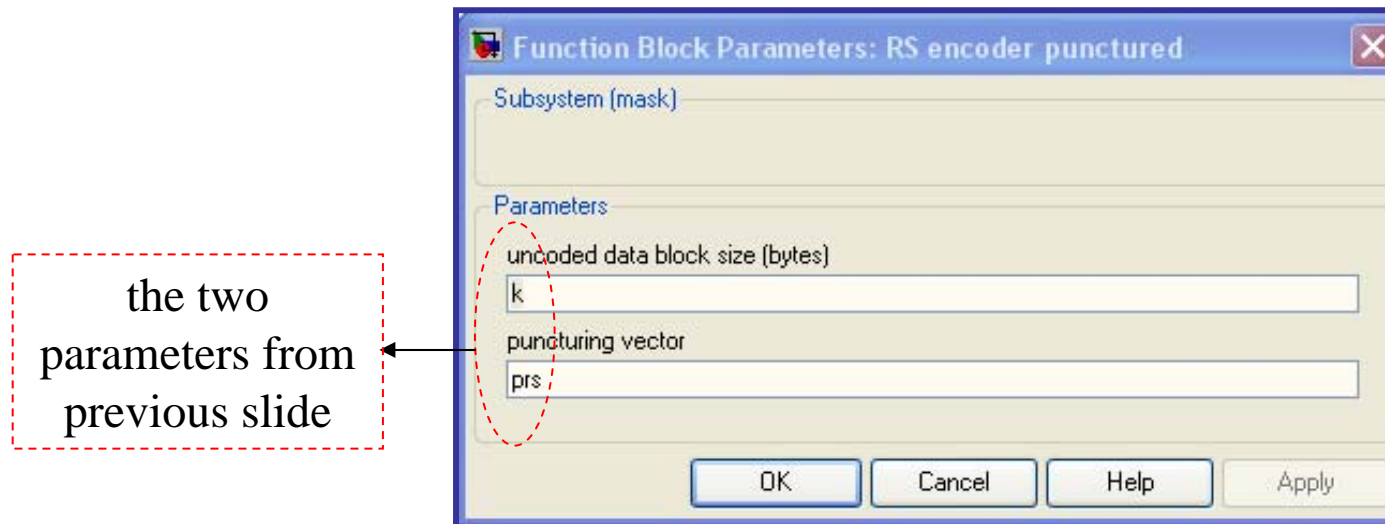 Function Block Parameters: RS encoder punctured
Subsystem (mask)
Parameters
uncoded data block size (bytes)
k
puncturing vector
prs
OK Cancel Help Apply
the two
parameters from
previous slide